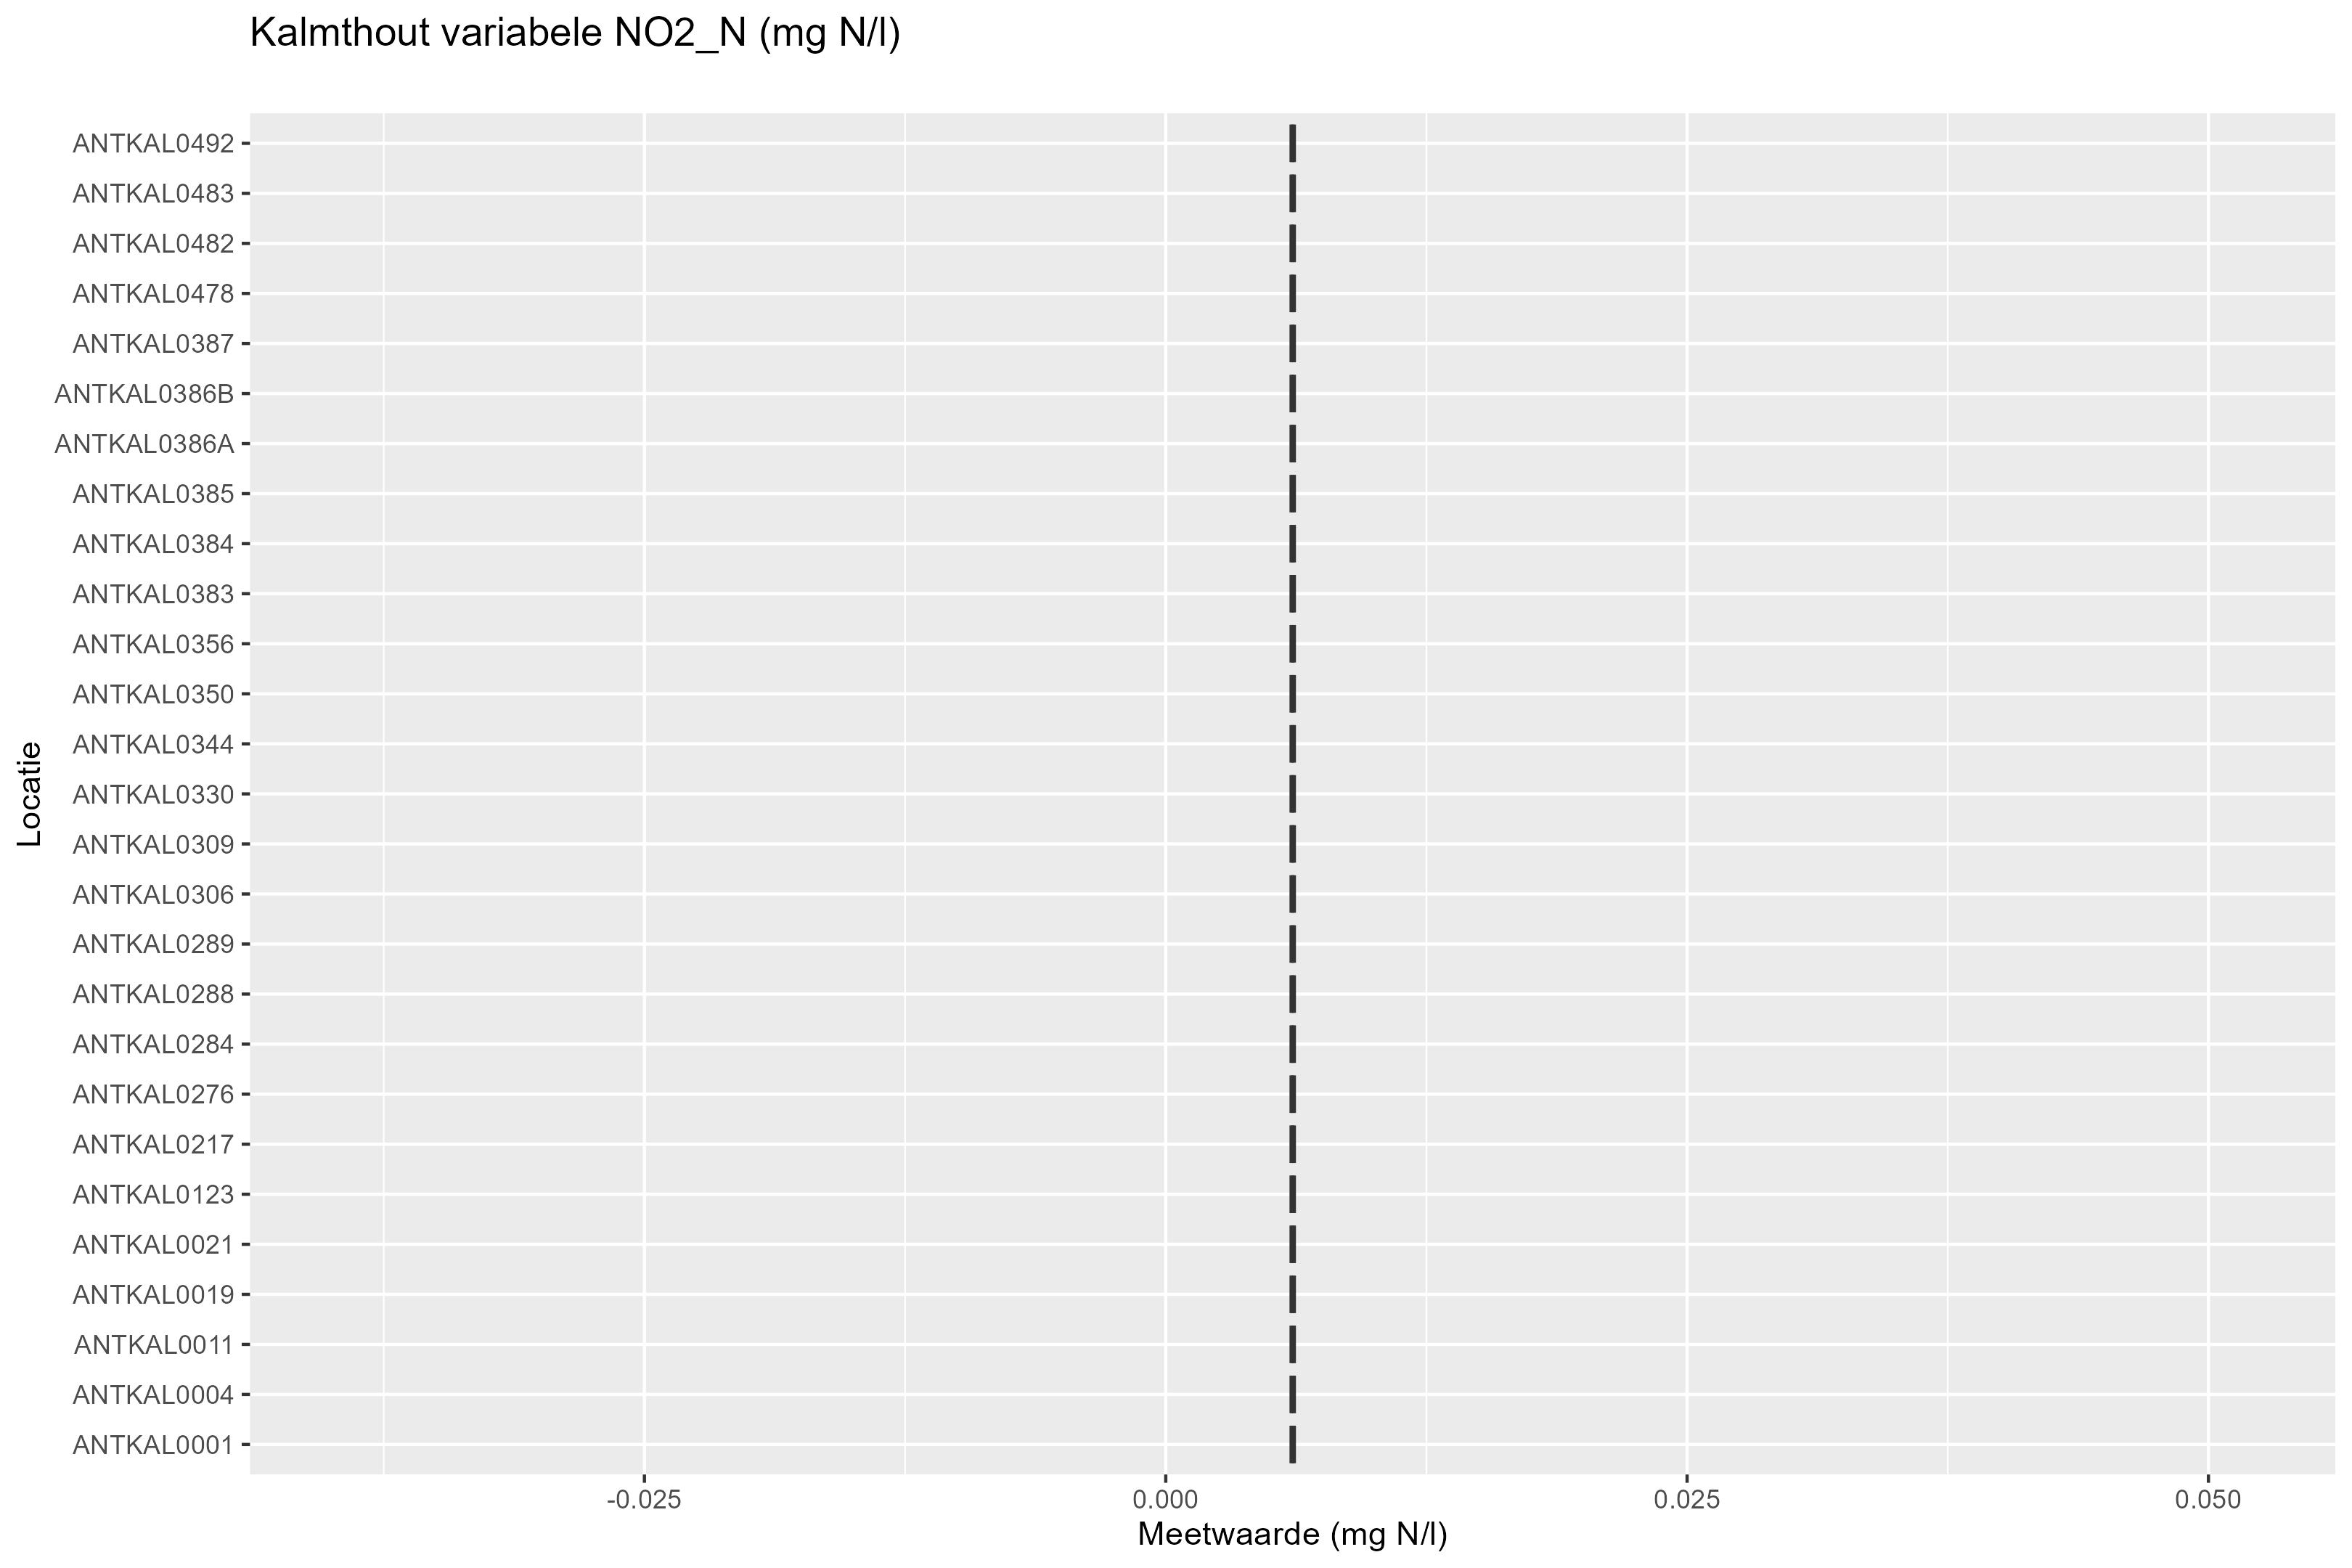 Kalmthout variabele NO2_N (mg N/l)
ANTKAL0492
ANTKAL0483
ANTKAL0482
ANTKAL0478
ANTKAL0387
ANTKAL0386B
ANTKAL0386A
ANTKAL0385
ANTKAL0384
ANTKAL0383
ANTKAL0356
ANTKAL0350
ANTKAL0344
ANTKAL0330
ANTKAL0309
ANTKAL0306
ANTKAL0289
ANTKAL0288
ANTKAL0284
ANTKAL0276
ANTKAL0217
ANTKAL0123
ANTKAL0021
ANTKAL0019
ANTKAL0011
ANTKAL0004
ANTKAL0001
Locatie
-0.025 0.000 0.025 0.050
Meetwaarde (mg N/l)